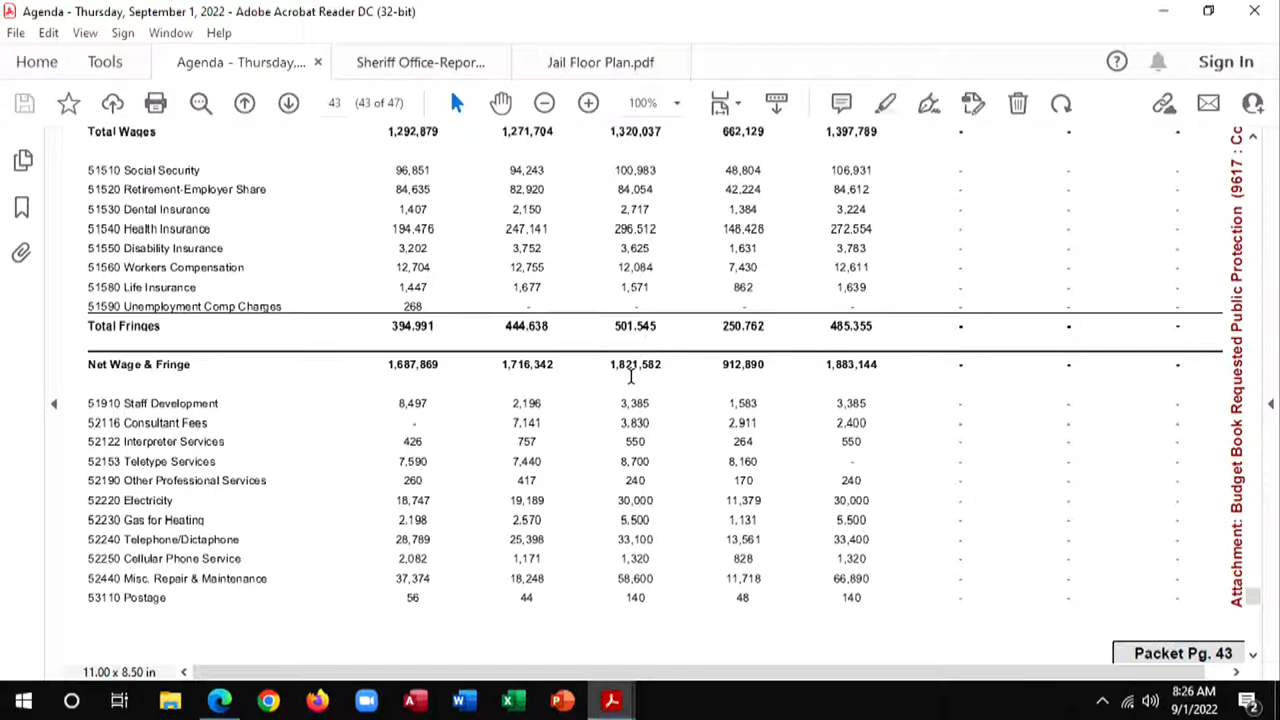 Agenda - Thursday, September 1, 2022 - Adobe Acrobat Reader DC (32-bit)
File Edit View Sign Window Help
Home Tools Agenda - Thursday,... × Sheriff Office-Repor... Jail Floor Plan.pdf Sign In
43 (43 of 47) 100%
Total Wages 1,292,879 1,271,704 1,320,037 662,129 1,397,789 - - -
51510 Social Security 96,851 94,243 100,983 48,804 106,931 - - -
51520 Retirement-Employer Share 84,635 82,920 84,054 42,224 84,612 - - -
51530 Dental Insurance 1,407 2,150 2,717 1,384 3,224 - - -
51540 Health Insurance 194,476 247,141 296,512 148,428 272,554 - - -
51550 Disability Insurance 3,202 3,752 3,625 1,631 3,783 - - -
51560 Workers Compensation 12,704 12,755 12,084 7,430 12,611 - - -
51580 Life Insurance 1,447 1,677 1,571 862 1,639 - - -
51590 Unemployment Comp Charges 268 - - - - - - -
Total Fringes 394,991 444,638 501,545 250,762 485,355 - - -
Net Wage & Fringe 1,687,869 1,716,342 1,821,582 912,890 1,883,144 - - -
51910 Staff Development 8,497 2,196 3,385 1,583 3,385 - - -
52116 Consultant Fees - 7,141 3,830 2,911 2,400 - - -
52122 Interpreter Services 426 757 550 264 550 - - -
52153 Teletype Services 7,590 7,440 8,700 8,160 - - - -
52190 Other Professional Services 260 417 240 170 240 - - -
52220 Electricity 18,747 19,189 30,000 11,379 30,000 - - -
52230 Gas for Heating 2,198 2,570 5,500 1,131 5,500 - - -
52240 Telephone/Dictaphone 28,789 25,398 33,100 13,561 33,400 - - -
52250 Cellular Phone Service 2,082 1,171 1,320 828 1,320 - - -
52440 Misc. Repair & Maintenance 37,374 18,248 58,600 11,718 66,890 - - -
53110 Postage 56 44 140 48 140 - - -
Attachment: Budget Book Requested Public Protection (9617 : Co
Packet Pg. 43
11.00 x 8.50 in
8:26 AM
9/1/2022
2